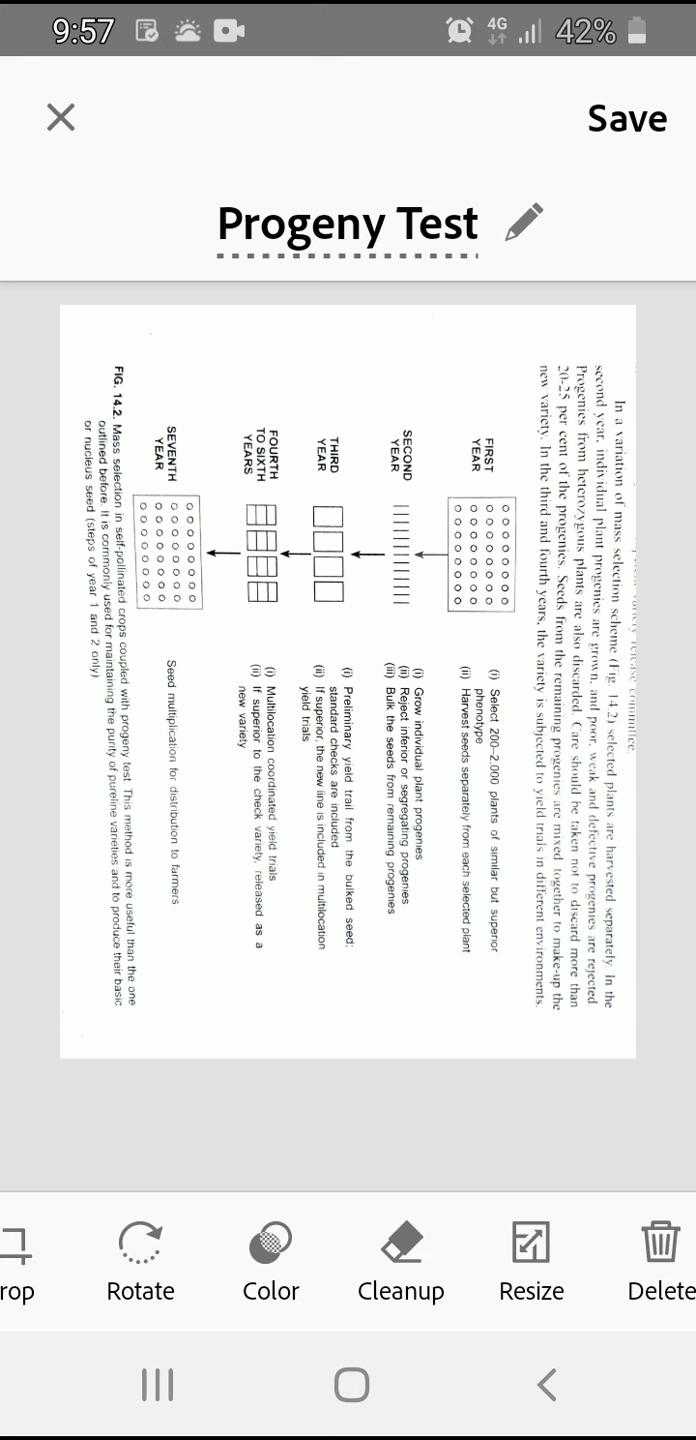 9:57
4G
42%
Save
Progeny Test
variety release committee.
In a variation of mass selection scheme (Fig. 14.2) selected plants are harvested separately. In the
second year, individual plant progenies are grown, and poor, weak and defective progenies are rejected.
Progenies from heterozygous plants are also discarded. Care should be taken not to discard more than
20-25 per cent of the progenies. Seeds from the remaining progenies are mixed together to make-up the
new variety. In the third and fourth years, the variety is subjected to yield trials in different environments.
FIRST
YEAR
(i) Select 200–2,000 plants of similar but superior
phenotype
(ii) Harvest seeds separately from each selected plant
SECOND
YEAR
(i) Grow individual plant progenies
(ii) Reject inferior or segregating progenies
(iii) Bulk the seeds from remaining progenies
THIRD
YEAR
(i) Preliminary yield trail from the bulked seed:
standard checks are included
(ii) If superior, the new line is included in multilocation
yield trials
FOURTH
TO SIXTH
YEARS
(i) Multilocation coordinated yield trials
(ii) If superior to the check variety, released as a
new variety
SEVENTH
YEAR
Seed multiplication for distribution to farmers
FIG. 14.2. Mass selection in self-pollinated crops coupled with progeny test. This method is more useful than the one
outlined before. It is commonly used for maintaining the purity of pureline varieties and to produce their basic
or nucleus seed (steps of year 1 and 2 only)
rop
Rotate
Color
Cleanup
Resize
Delete